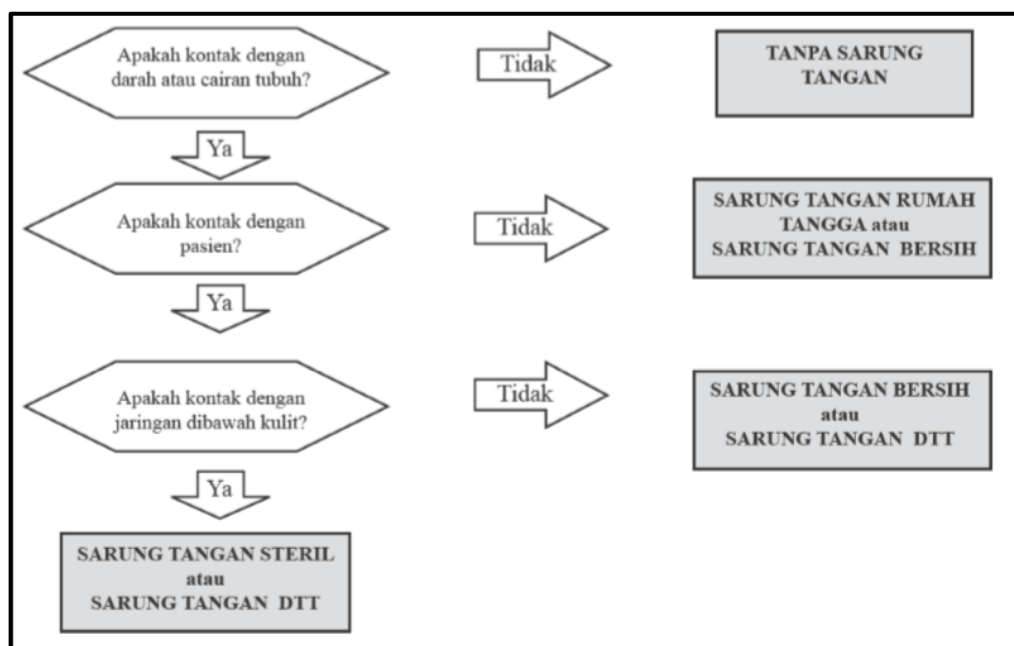 Apakah kontak dengan
darah atau cairan tubuh?
Tidak
TANPA SARUNG
TANGAN
Ya
Apakah kontak dengan
pasien?
Tidak
SARUNG TANGAN RUMAH
TANGGA atau
SARUNG TANGAN BERSIH
Ya
Apakah kontak dengan
jaringan dibawah kulit?
Tidak
SARUNG TANGAN BERSIH
atau
SARUNG TANGAN DTT
Ya
SARUNG TANGAN STERIL
atau
SARUNG TANGAN DTT